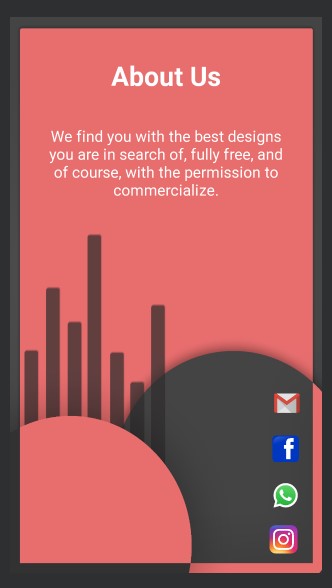 About Us
We find you with the best designs
you are in search of, fully free, and
of course, with the permission to
commercialize.